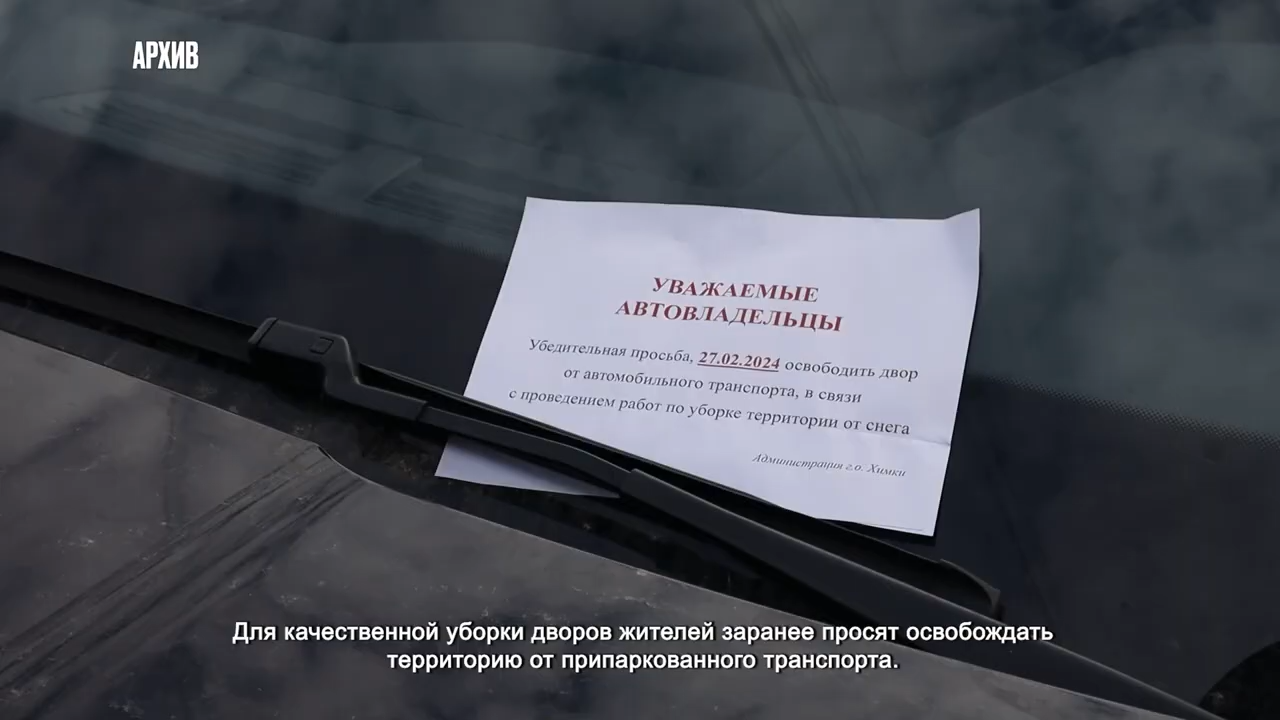 АРХИВ
УВАЖАЕМЫЕ
АВТОВЛАДЕЛЬЦЫ
Убедительная просьба, 27.02.2024 освободить двор
от автомобильного транспорта, в связи
с проведением работ по уборке территории от снега
Администрация г.о. Химки
Для качественной уборки дворов жителей заранее просят освобождать
территорию от припаркованного транспорта.